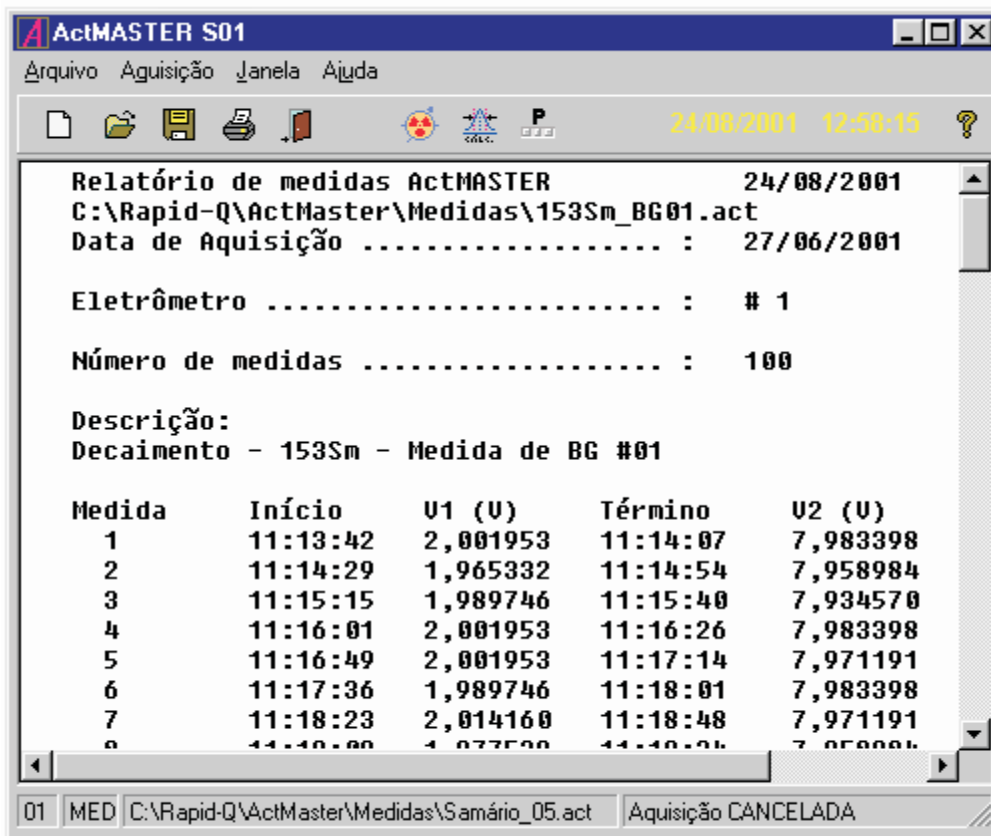 ActMASTER S01
Arquivo Aguisição Janela Ajuda
CALC. P 24/08/2001 12:58:15 ?
Relatório de medidas ActMASTER 24/08/2001
C:\Rapid-Q\ActMaster\Medidas\153Sm_BG01.act
Data de Aquisição ................... : 27/06/2001
Eletrômetro ........................... : # 1
Número de medidas ................... : 100
Descrição:
Decaimento - 153Sm - Medida de BG #01
Medida Início V1 (V) Término V2 (V)
1 11:13:42 2,001953 11:14:07 7,983398
2 11:14:29 1,965332 11:14:54 7,958984
3 11:15:15 1,989746 11:15:40 7,934570
4 11:16:01 2,001953 11:16:26 7,983398
5 11:16:49 2,001953 11:17:14 7,971191
6 11:17:36 1,989746 11:18:01 7,983398
7 11:18:23 2,014160 11:18:48 7,971191
01 MED C:\Rapid-Q\ActMaster\Medidas\Samário_05.act Aquisição CANCELADA